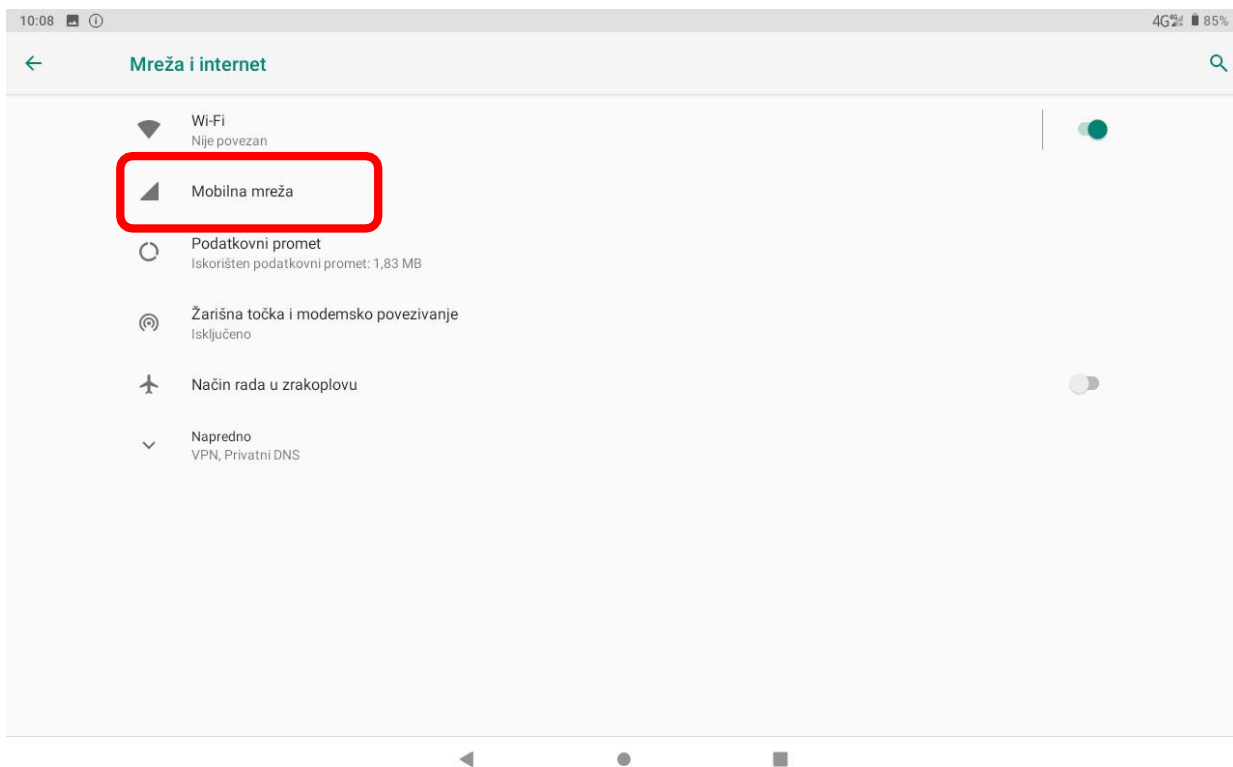 10:08
4G 85%
Mreža i internet
Wi-Fi
Nije povezan
Mobilna mreža
Podatkovni promet
Iskorišten podatkovni promet: 1,83 MB
Žarišna točka i modemsko povezivanje
Isključeno
Način rada u zrakoplovu
Napredno
VPN, Privatni DNS